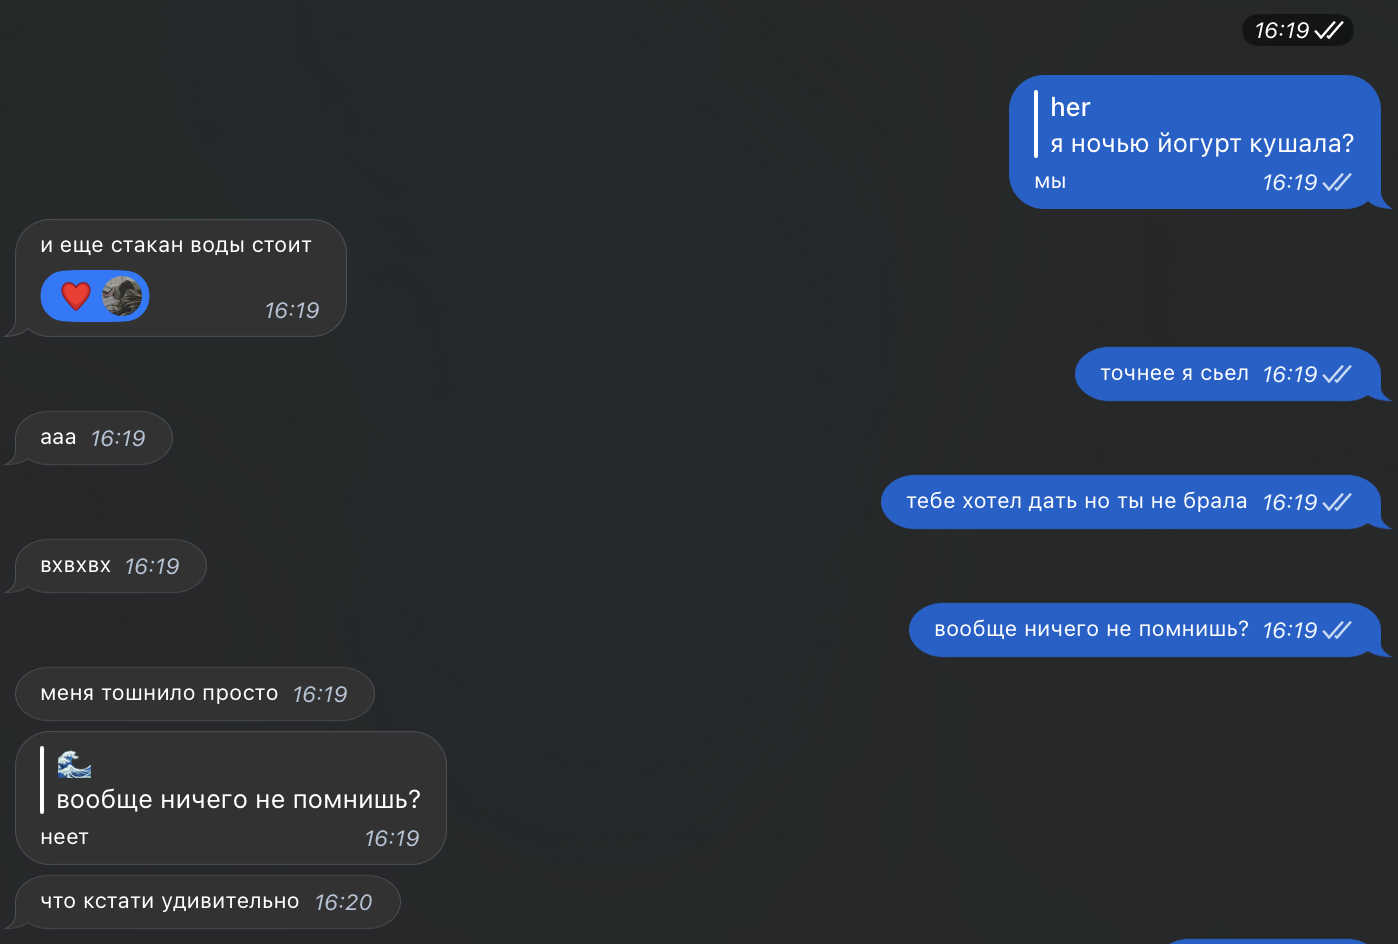 16:19
her
я ночью йогурт кушала?
мы 16:19
и еще стакан воды стоит
16:19
точнее я сьел 16:19
ааа 16:19
тебе хотел дать но ты не брала 16:19
вхвхвх 16:19
вообще ничего не помнишь? 16:19
меня тошнило просто 16:19
вообще ничего не помнишь?
неет 16:19
что кстати удивительно 16:20